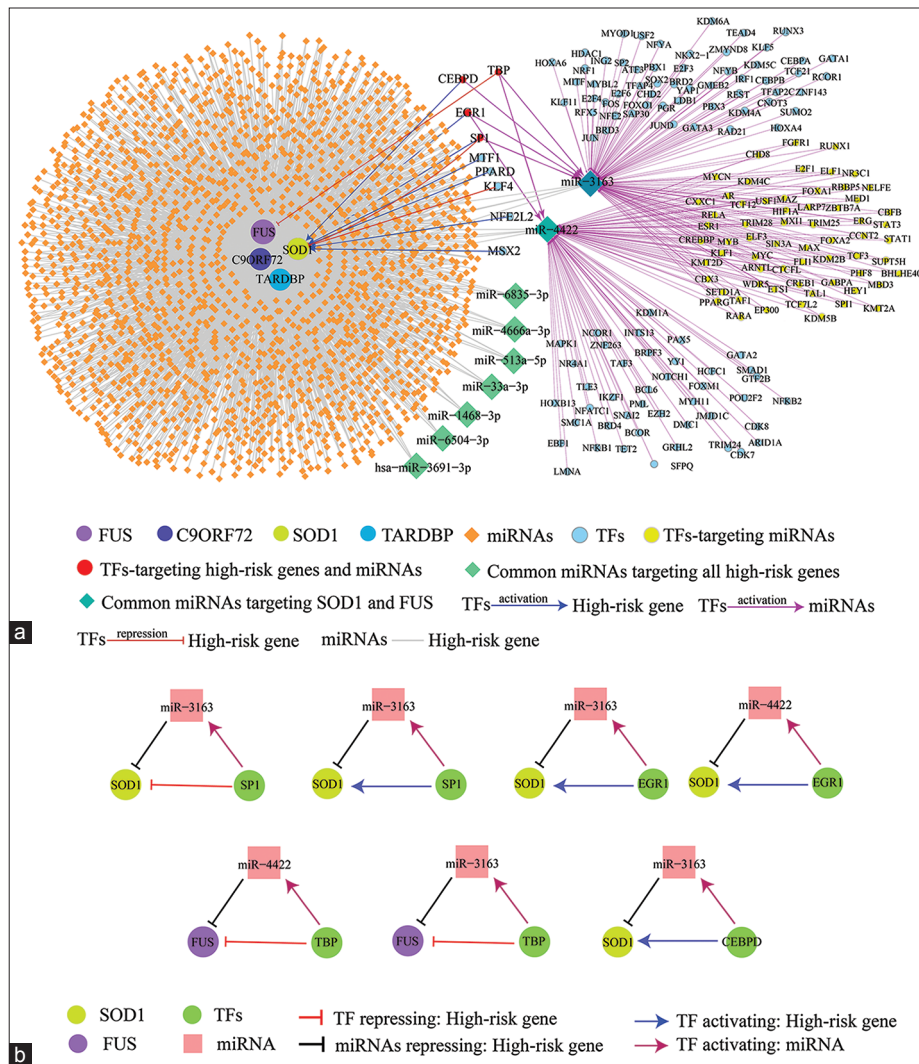 a
KDM6A
MYOD1
USF2
TEAD4
RUNX3
NFYA
HDAC1
ING2
SP2
NKX2-1
ZMYND8
KLF5
HOXA6
NRF1
ATF3
PBX1
E2F3
KDM5C
CEBPA
GATA1
TBP
CEBPD
MITF
MYBL2
TFAP4
SOX2
BRD2
NFYB
IRF1
CEBPB
TCF21
RCOR1
E2F6
CHD2
YAP1
GMEB2
REST
TFAP2C
ZNF143
KLF11
E2F4
FOS
FOXO1
PGR
LDB1
PBX3
CNOT3
SUMO2
EGR1
RFX5
NFE2
SAP30
KDM4A
BRD3
JUND
GATA3
RAD21
HOXA4
SP1
JUN
FGFR1
RUNX1
MTF1
CHD8
PPARD
E2F1
ELF1
NR3C1
KLF4
miR-3163
MYCN
KDM4C
FOXA1
RBBP5
NELFE
AR
USF1
MAZ
MED1
CXXC1
TCF12
LARP7
ZBTB7A
NFE2L2
RELA
HIF1A
CBFB
FUS
miR-4422
ESR1
TRIM28
MXI1
TRIM25
ERG
STAT3
SOD1
CREBBP
MYB
ELF3
SIN3A
MAX
FOXA2
CCNT2
STAT1
MSX2
KLF1
MYC
FLI1
KDM2B
TCF3
SUPT5H
C9ORF72
KMT2D
ARNTL
CTCFL
PHF8
BHLHE40
TARDBP
CBX3
WDR5
CREB1
GABPA
MBD3
SETD1A
ETS1
TAL1
HEY1
miR-6835-3p
PPARG
TAF1
TCF7L2
SPI1
KMT2A
RARA
EP300
KDM5B
KDM1A
miR-4666a-3p
NCOR1
INTS13
PAX5
MAPK1
ZNF263
BRPF3
YY1
GATA2
miR-513a-5p
NR4A1
TAF3
HCFC1
SMAD1
NOTCH1
GTF2B
miR-33a-3p
TLE3
BCL6
FOXM1
POU2F2
HOXB13
IKZF1
PML
MYH11
NFKB2
NFATC1
SNAI2
EZH2
JMJD1C
miR-1468-3p
SMC1A
BRD4
DMC1
CDK8
BCOR
miR-6504-3p
EBF1
NFKB1
TET2
GRHL2
TRIM24
ARID1A
CDK7
hsa-miR-3691-3p
LMNA
SFPQ
FUS C9ORF72 SOD1 TARDBP miRNAs TFs TFs-targeting miRNAs
TFs-targeting high-risk genes and miRNAs Common miRNAs targeting all high-risk genes
Common miRNAs targeting SOD1 and FUS TFs activation High-risk gene TFs activation miRNAs
TFs repression High-risk gene miRNAs High-risk gene
miR-3163 miR-3163 miR-3163 miR-4422
SOD1 SP1 SOD1 SP1 SOD1 EGR1 SOD1 EGR1
miR-4422 miR-3163 miR-3163
FUS TBP FUS TBP SOD1 CEBPD
SOD1 TFs TF repressing: High-risk gene TF activating: High-risk gene
FUS miRNA miRNAs repressing: High-risk gene TF activating: miRNA
b